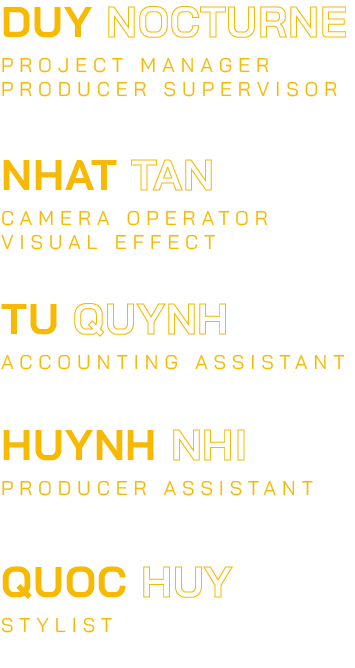 DUY NOCTURNE
PROJECT MANAGER
PRODUCER SUPERVISOR
NHAT TAN
CAMERA OPERATOR
VISUAL EFFECT
TU QUYNH
ACCOUNTING ASSISTANT
HUYNH NHI
PRODUCER ASSISTANT
QUOC HUY
STYLIST